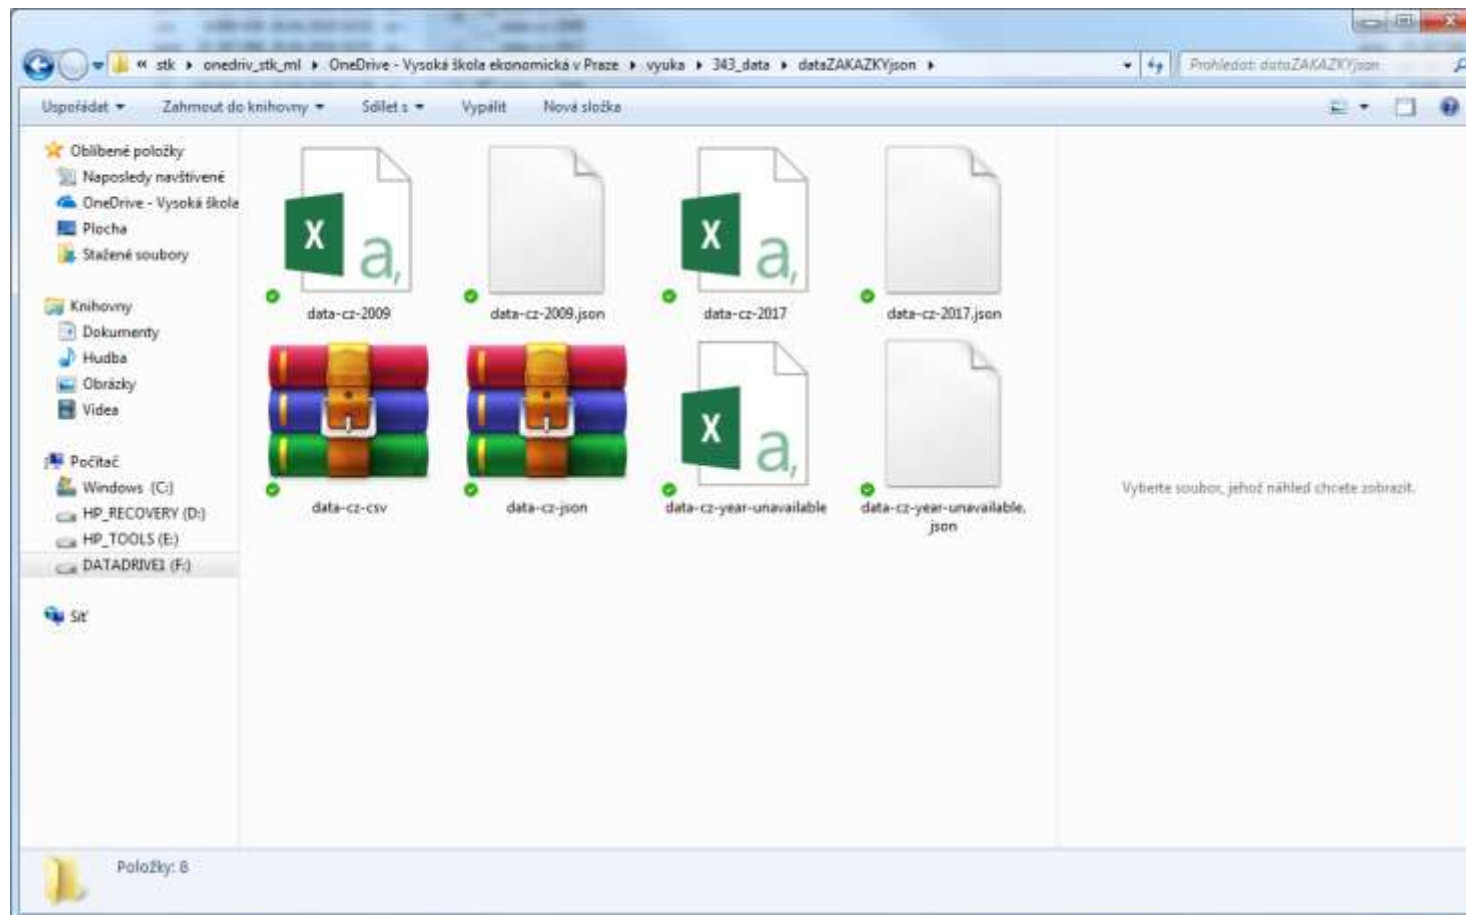 « stk ▸ onedriv_stk_ml ▸ OneDrive - Vysoká škola ekonomická v Praze ▸ vyuka ▸ 343_data ▸ dataZAKAZKYjson ▸
Prohledat: dataZAKAZKYjson
Uspořádat Zahrnout do knihovny Sdílet s Vypálit Nová složka
Oblíbené položky
Naposledy navštívené
OneDrive - Vysoká škole
Plocha
Stažené soubory
Knihovny
Dokumenty
Hudba
Obrázky
Videa
Počítač
Windows (C:)
HP_RECOVERY (D:)
HP_TOOLS (E:)
DATADRIVE1 (F:)
Síť
data-cz-2009
data-cz-2009.json
data-cz-2017
data-cz-2017.json
data-cz-csv
data-cz-json
data-cz-year-unavailable
data-cz-year-unavailable.
json
Vyberte soubor, jehož náhled chcete zobrazit.
Položky: 8